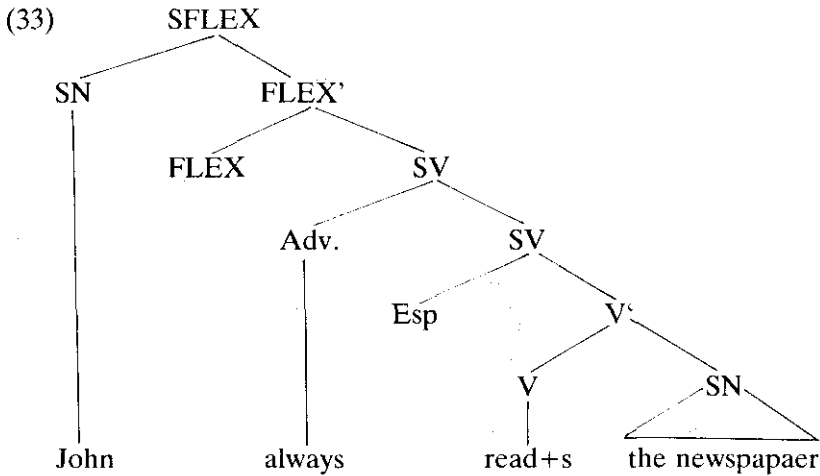 (33) SFLEX
SN FLEX’
FLEX SV
Adv. SV
Esp V‘
V SN
John always read+s the newspapaer